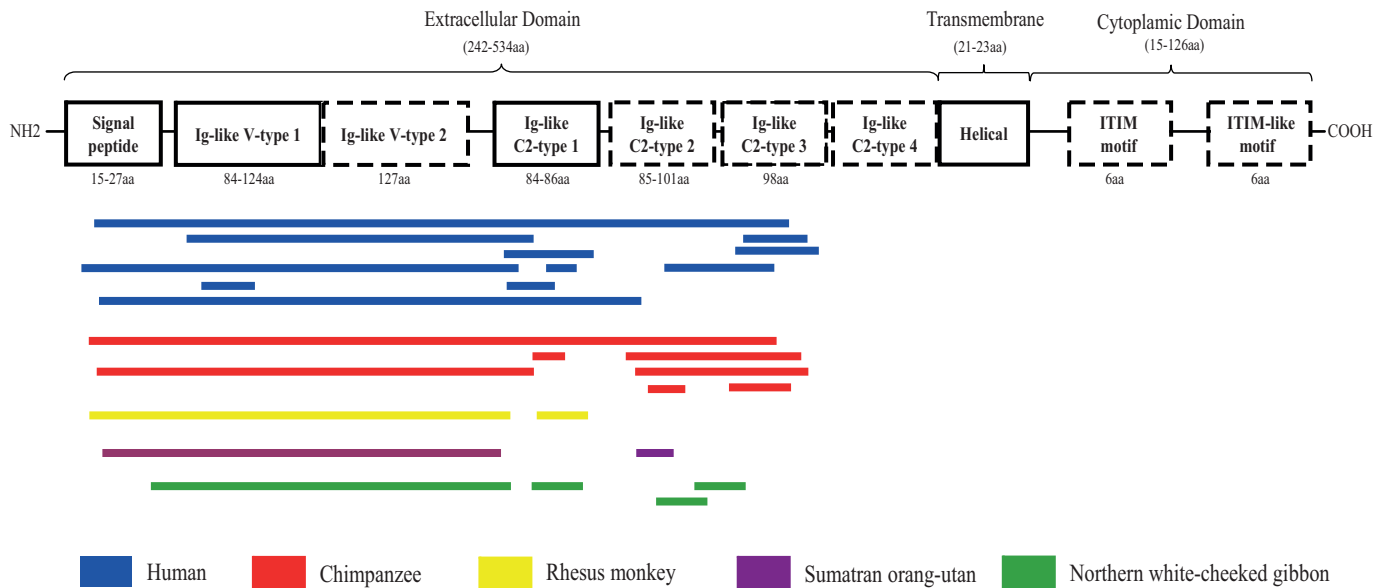 Extracellular Domain
(242-534aa)
Transmembrane
(21-23aa)
Cytoplamic Domain
(15-126aa)
NH2
Signal
peptide
Ig-like V-type 1
Ig-like V-type 2
Ig-like
C2-type 1
Ig-like
C2-type 2
Ig-like
C2-type 3
Ig-like
C2-type 4
Helical
ITIM
motif
ITIM-like
motif
COOH
15-27aa
84-124aa
127aa
84-86aa
85-101aa
98aa
6aa
6aa
Human
Chimpanzee
Rhesus monkey
Sumatran orang-utan
Northern white-cheeked gibbon